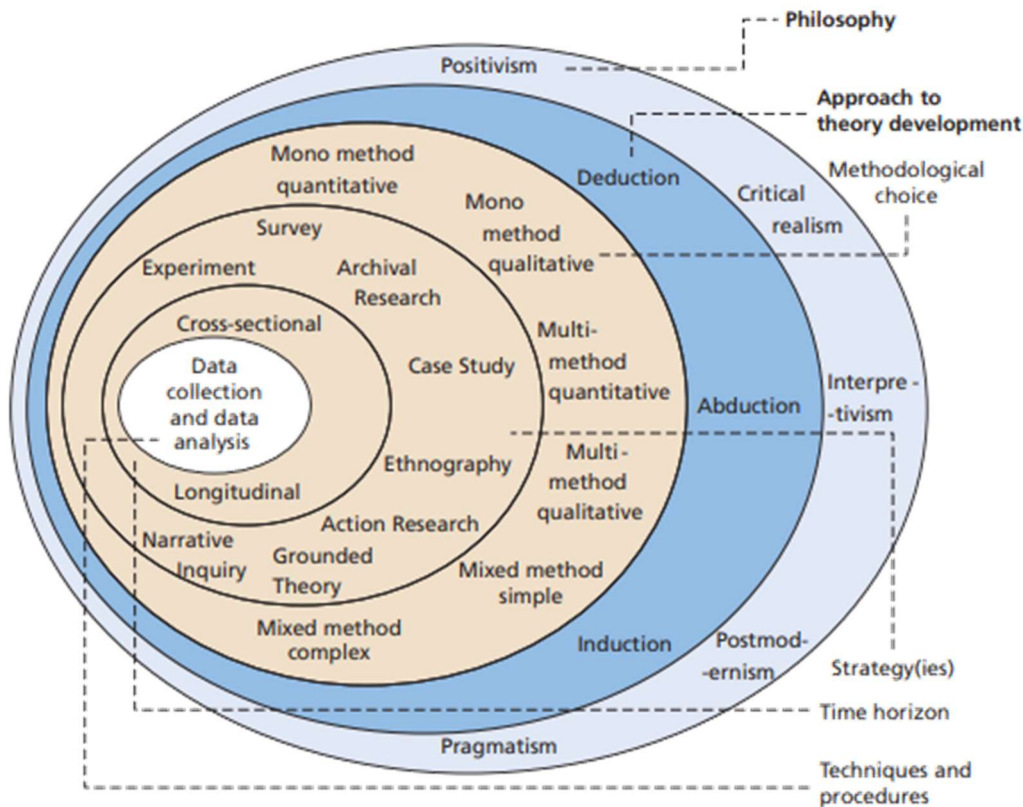 Philosophy
Positivism
Approach to
theory development
Mono method
quantitative
Deduction
Methodological
choice
Critical
realism
Mono
method
qualitative
Survey
Experiment
Archival
Research
Cross-sectional
Multi-
method
quantitative
Data
collection
and data
analysis
Case Study
Abduction
Interpre -
-tivism
Ethnography
Multi -
method
qualitative
Longitudinal
Action Research
Narrative
Inquiry
Grounded
Theory
Mixed method
simple
Mixed method
complex
Induction
Postmod-
-ernism
Strategy(ies)
Time horizon
Pragmatism
Techniques and
procedures